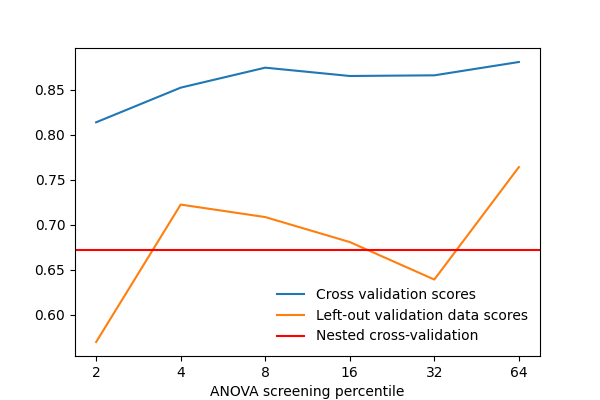 0.85
0.80
0.75
0.70
0.65
0.60
Cross validation scores
Left-out validation data scores
Nested cross-validation
2 4 8 16 32 64
ANOVA screening percentile